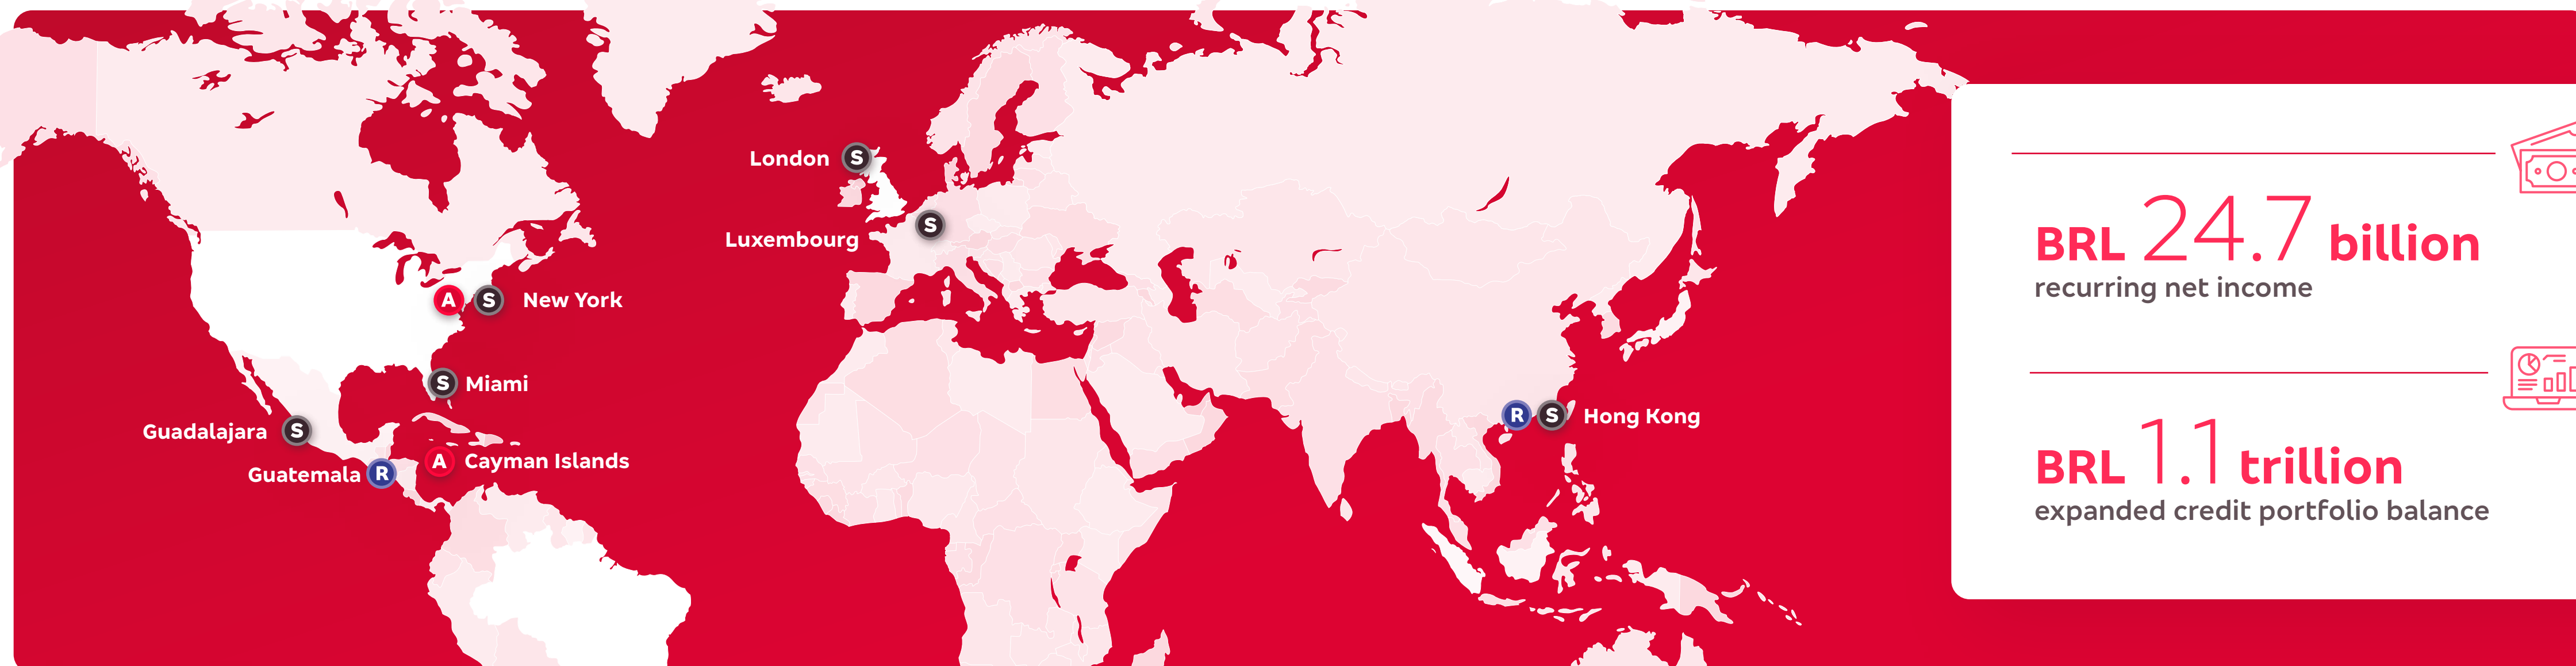 London S
S
Luxembourg
A S New York
S Miami
Guadalajara S
Guatemala R
A Cayman Islands
R S Hong Kong
BRL 24.7 billion
recurring net income
BRL 1.1 trillion
expanded credit portfolio balance